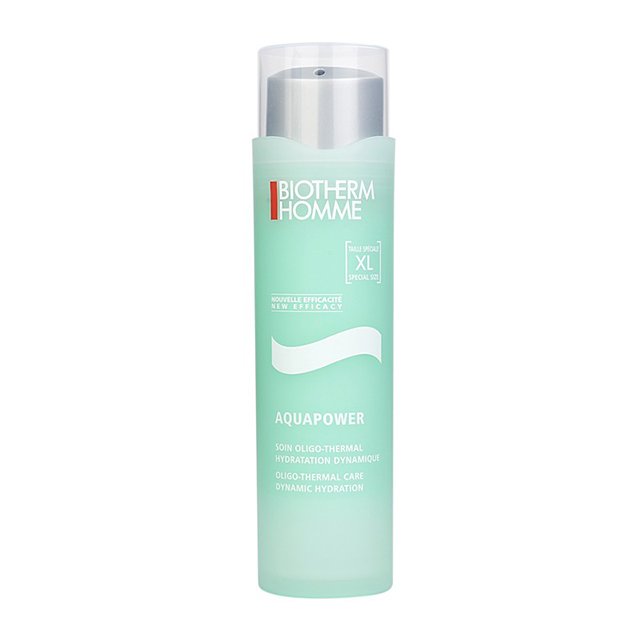 BIOTHERM
HOMME
TAILLE SPECIALE
XL
SPECIAL SIZE
NOUVELLE EFFICACITÉ
NEW EFFICACY
AQUAPOWER
SOIN OLIGO-THERMAL
HYDRATATION DYNAMIQUE
OLIGO-THERMAL CARE
DYNAMIC HYDRATION